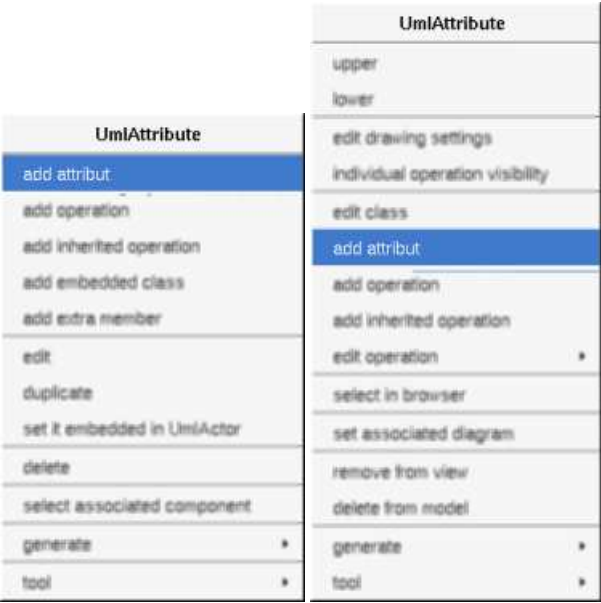 UmlAttribute
add attribut
add operation
add inherited operation
add embedded class
add extra member
edit
duplicate
set it embedded in UmlActor
delete
select associated component
generate
tool
UmlAttribute
upper
lower
edit drawing settings
individual operation visibility
edit class
add attribut
add operation
add inherited operation
edit operation
select in browser
set associated diagram
remove from view
delete from model
generate
tool